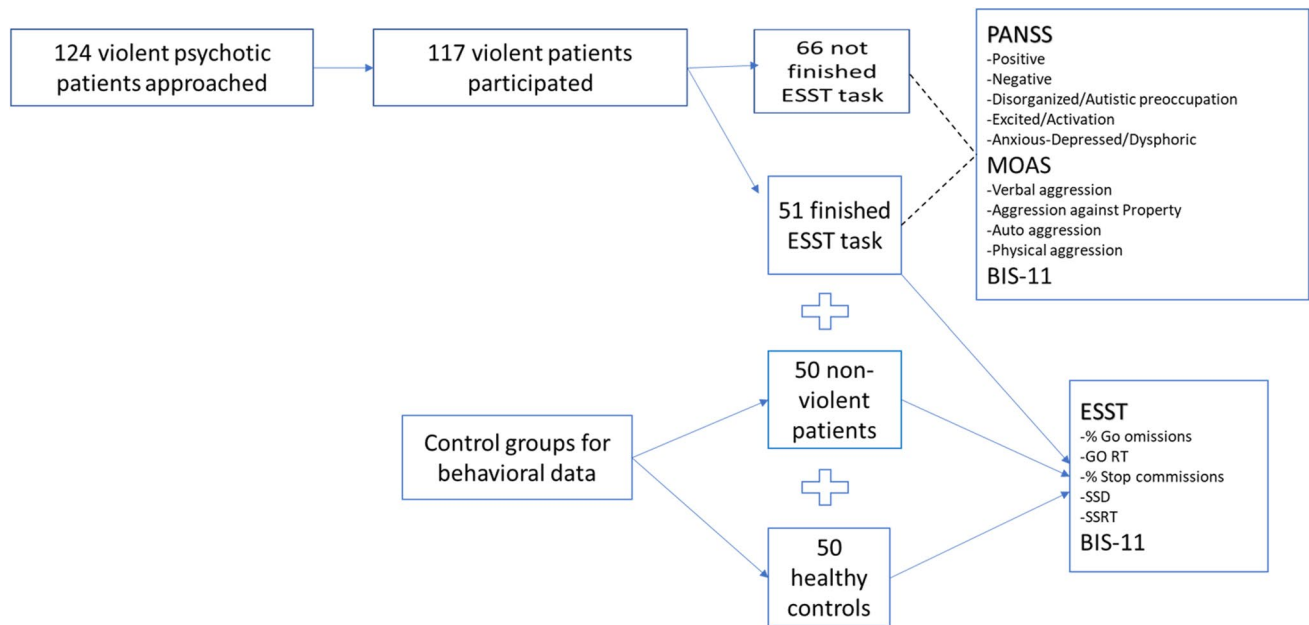 124 violent psychotic
patients approached
117 violent patients
participated
66 not
finished
ESST task
51 finished
ESST task
PANSS
-Positive
-Negative
-Disorganized/Autistic preoccupation
-Excited/Activation
-Anxious-Depressed/Dysphoric
MOAS
-Verbal aggression
-Aggression against Property
-Auto aggression
-Physical aggression
BIS-11
Control groups for
behavioral data
50 non-
violent
patients
50
healthy
controls
ESST
-% Go omissions
-GO RT
-% Stop commissions
-SSD
-SSRT
BIS-11